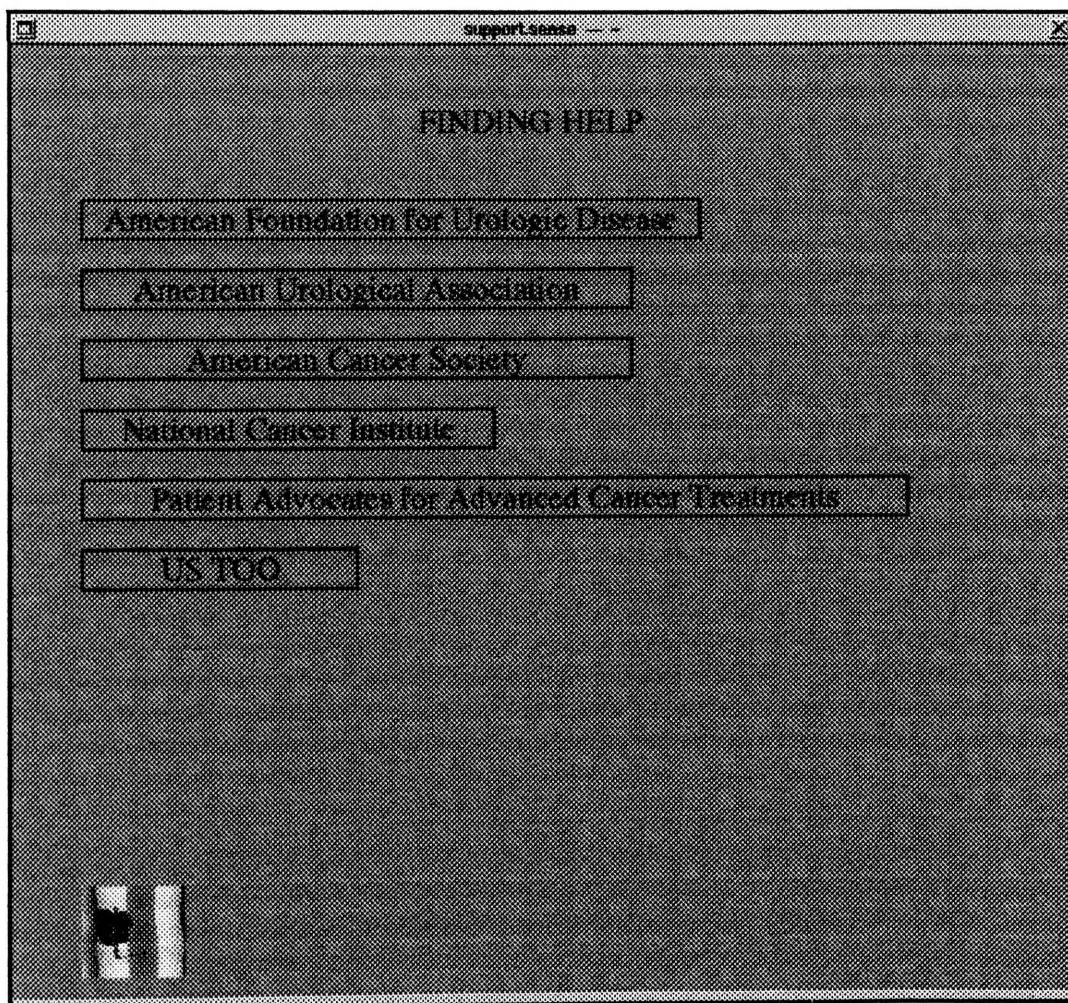 support.sense — ~
FINDING HELP
American Foundation for Urologic Disease
American Urological Association
American Cancer Society
National Cancer Institute
Patient Advocates for Advanced Cancer Treatments
US TOO